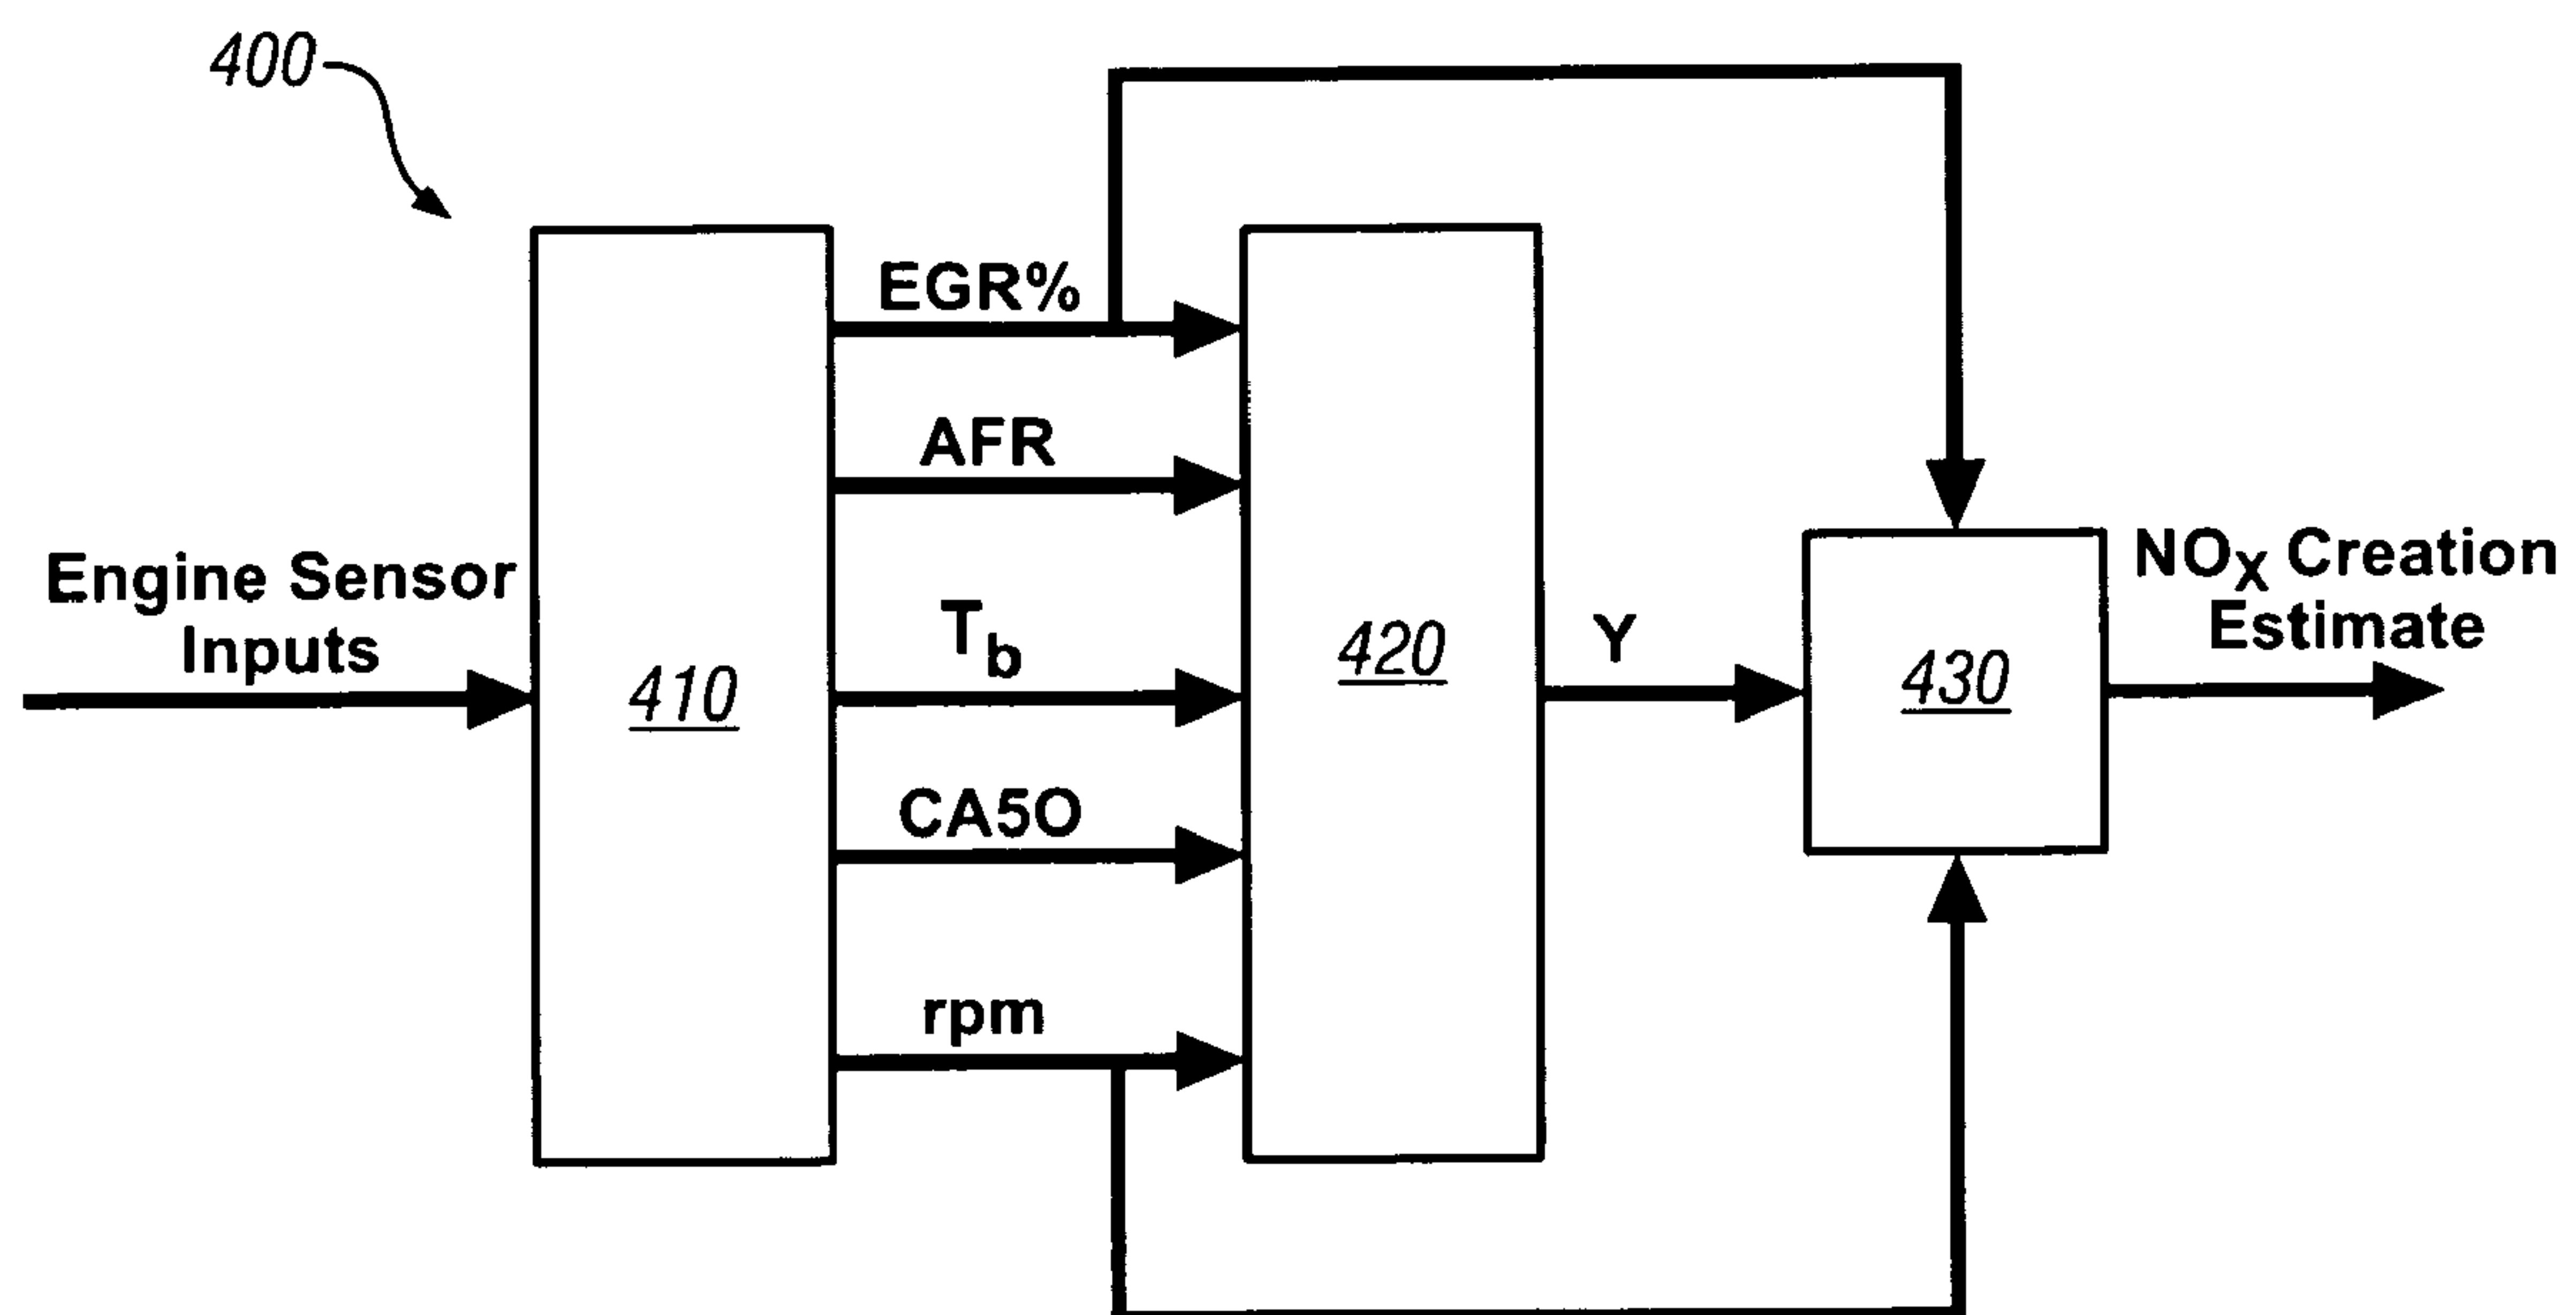 400
EGR%
AFR
Engine Sensor
Inputs
Tb
CA5O
rpm
410
420
Y
430
NOX Creation
Estimate